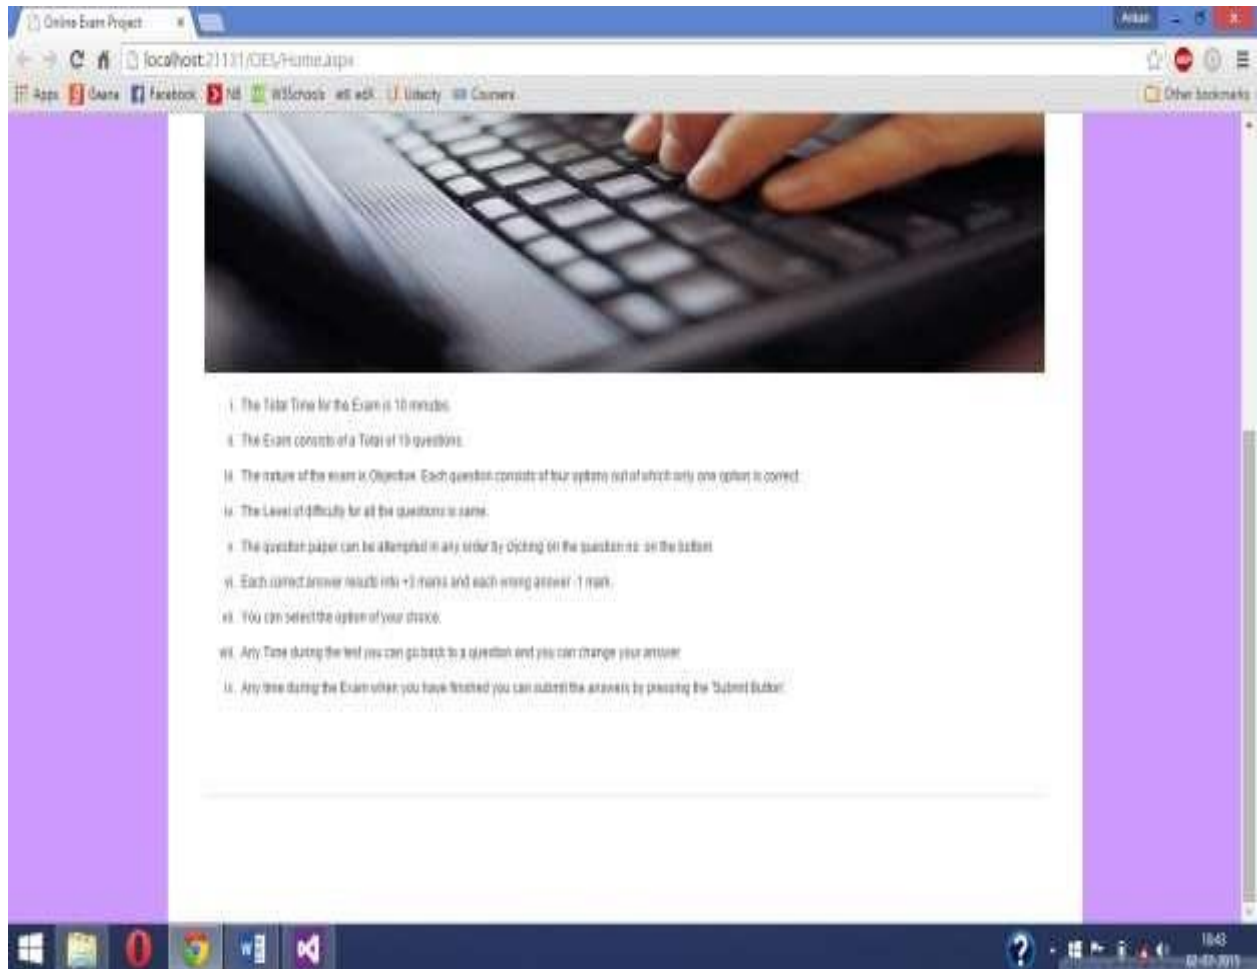 Online Exam Project
localhost:21131/OES/Home.aspx
Apps Facebook W3Schools edX Udacity Coursera Other bookmarks
i. The Total Time for the Exam is 10 minutes.
ii. The Exam consists of a Total of 10 questions.
iii. The nature of the exam is Objective. Each question consists of four options out of which only one option is correct.
iv. The Level of difficulty for all the questions is same.
v. The question paper can be attempted in any order by clicking on the question no. on the bottom.
vi. Each correct answer results into +3 marks and each wrong answer -1 mark.
vii. You can select the option of your choice.
viii. Any Time during the test you can go back to a question and you can change your answer.
ix. Any time during the Exam when you have finished you can submit the answers by pressing the 'Submit Button'.